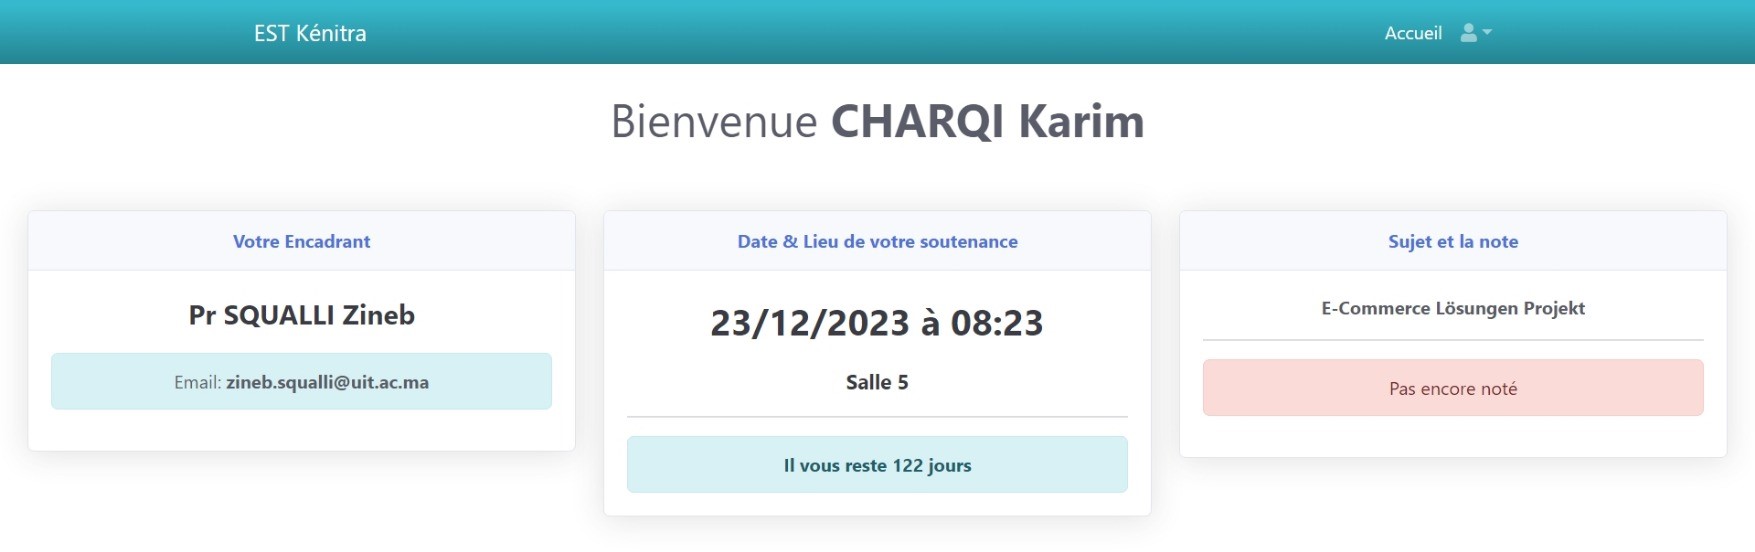 EST Kénitra
Accueil
Bienvenue CHARQI Karim
Votre Encadrant
Pr SQUALLI Zineb
Email: zineb.squalli@uit.ac.ma
Date & Lieu de votre soutenance
23/12/2023 à 08:23
Salle 5
Il vous reste 122 jours
Sujet et la note
E-Commerce Lösungen Projekt
Pas encore noté